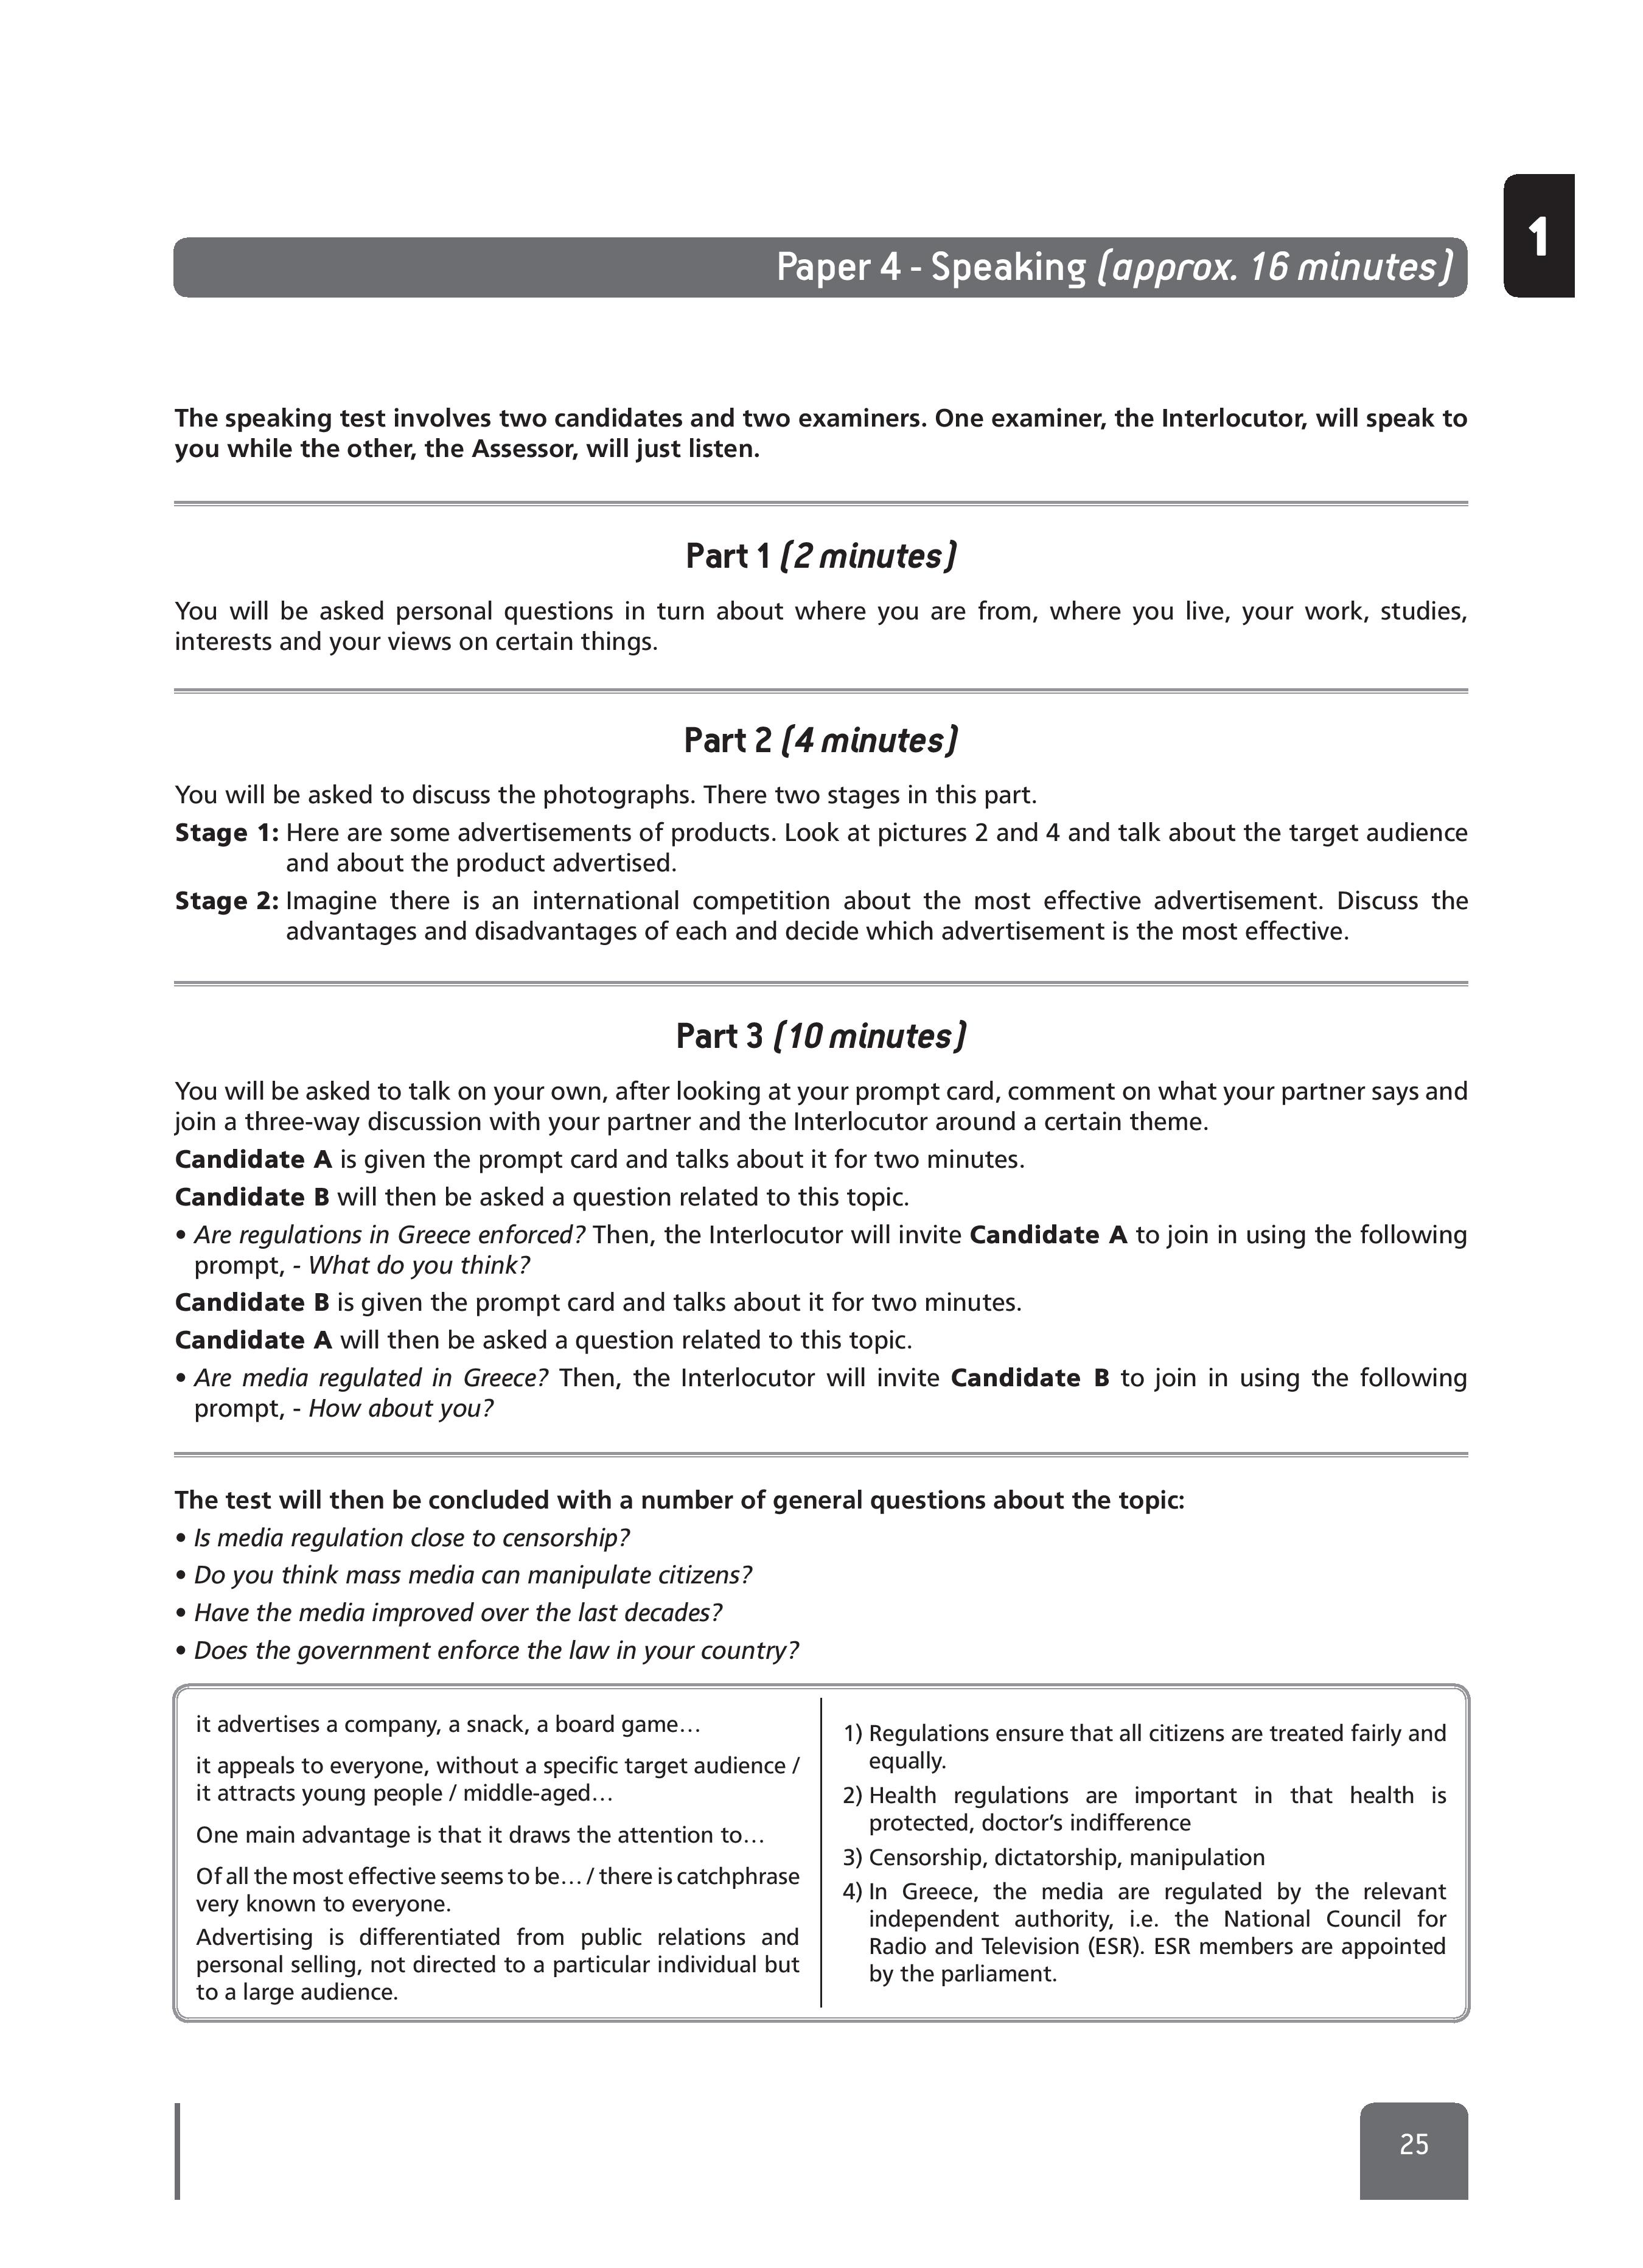 1
Paper 4 - Speaking (approx. 16 minutes)
The speaking test involves two candidates and two examiners. One examiner, the Interlocutor, will speak to
you while the other, the Assessor, will just listen.
Part 1 (2 minutes)
You will be asked personal questions in turn about where you are from, where you live, your work, studies,
interests and your views on certain things.
Part 2 (4 minutes)
You will be asked to discuss the photographs. There two stages in this part.
Stage 1: Here are some advertisements of products. Look at pictures 2 and 4 and talk about the target audience
and about the product advertised.
Stage 2: Imagine there is an international competition about the most effective advertisement. Discuss the
advantages and disadvantages of each and decide which advertisement is the most effective.
Part 3 (10 minutes)
You will be asked to talk on your own, after looking at your prompt card, comment on what your partner says and
join a three-way discussion with your partner and the Interlocutor around a certain theme.
Candidate A is given the prompt card and talks about it for two minutes.
Candidate B will then be asked a question related to this topic.
• Are regulations in Greece enforced? Then, the Interlocutor will invite Candidate A to join in using the following
prompt, - What do you think?
Candidate B is given the prompt card and talks about it for two minutes.
Candidate A will then be asked a question related to this topic.
• Are media regulated in Greece? Then, the Interlocutor will invite Candidate B to join in using the following
prompt, - How about you?
The test will then be concluded with a number of general questions about the topic:
• Is media regulation close to censorship?
• Do you think mass media can manipulate citizens?
• Have the media improved over the last decades?
• Does the government enforce the law in your country?
it advertises a company, a snack, a board game…
it appeals to everyone, without a specific target audience /
it attracts young people / middle-aged…
One main advantage is that it draws the attention to…
Of all the most effective seems to be… / there is catchphrase
very known to everyone.
Advertising is differentiated from public relations and
personal selling, not directed to a particular individual but
to a large audience.
1) Regulations ensure that all citizens are treated fairly and
equally.
2) Health regulations are important in that health is
protected, doctor's indifference
3) Censorship, dictatorship, manipulation
4) In Greece, the media are regulated by the relevant
independent authority, i.e. the National Council for
Radio and Television (ESR). ESR members are appointed
by the parliament.
25